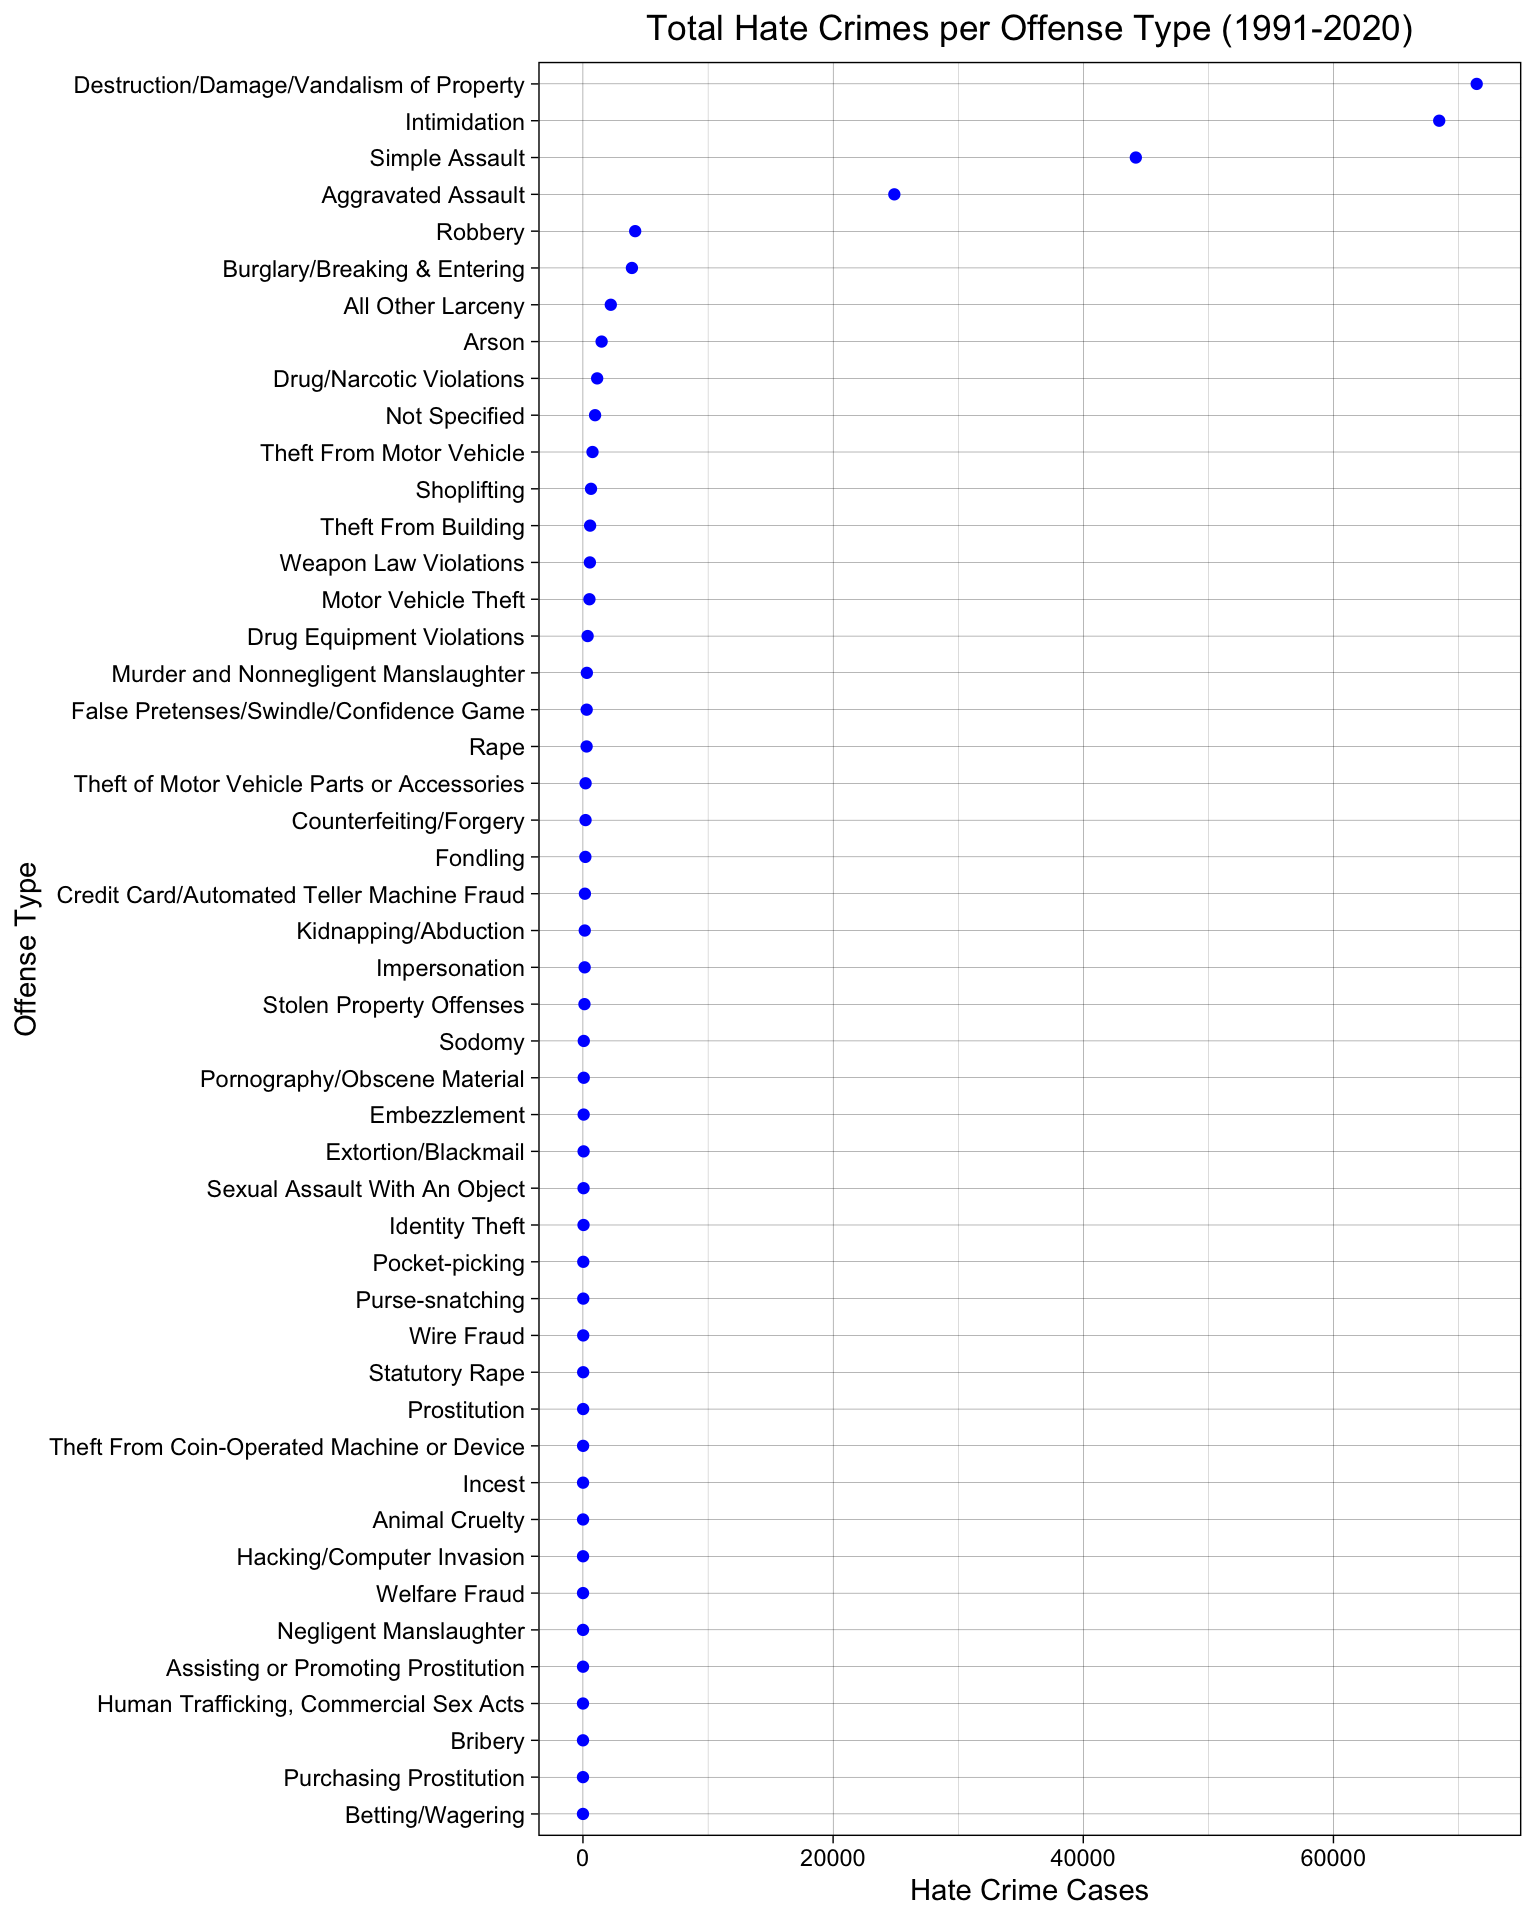 Total Hate Crimes per Offense Type (1991-2020)
Destruction/Damage/Vandalism of Property
Intimidation
Simple Assault
Aggravated Assault
Robbery
Burglary/Breaking & Entering
All Other Larceny
Arson
Drug/Narcotic Violations
Not Specified
Theft From Motor Vehicle
Shoplifting
Theft From Building
Weapon Law Violations
Motor Vehicle Theft
Drug Equipment Violations
Murder and Nonnegligent Manslaughter
False Pretenses/Swindle/Confidence Game
Rape
Theft of Motor Vehicle Parts or Accessories
Counterfeiting/Forgery
Fondling
Credit Card/Automated Teller Machine Fraud
Kidnapping/Abduction
Impersonation
Stolen Property Offenses
Sodomy
Pornography/Obscene Material
Embezzlement
Extortion/Blackmail
Sexual Assault With An Object
Identity Theft
Pocket-picking
Purse-snatching
Wire Fraud
Statutory Rape
Prostitution
Theft From Coin-Operated Machine or Device
Incest
Animal Cruelty
Hacking/Computer Invasion
Welfare Fraud
Negligent Manslaughter
Assisting or Promoting Prostitution
Human Trafficking, Commercial Sex Acts
Bribery
Purchasing Prostitution
Betting/Wagering
Offense Type
0 20000 40000 60000
Hate Crime Cases